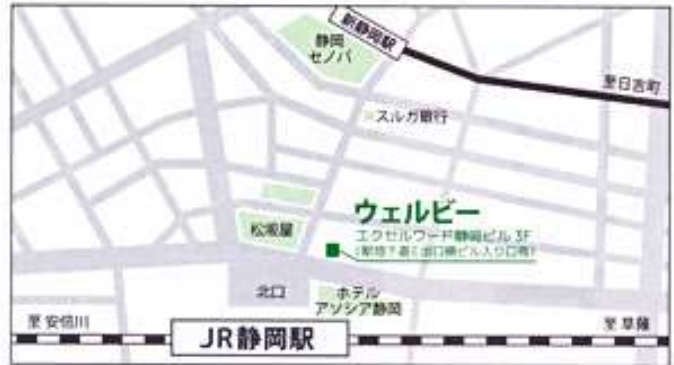 新静岡駅
静岡
セノバ
至日吉町
スルガ銀行
ウェルビー
エクセルワード静岡ビル 3F
松坂屋
北口
ホテル
アソシア静岡
至 安倍川
JR静岡駅
至 草薙